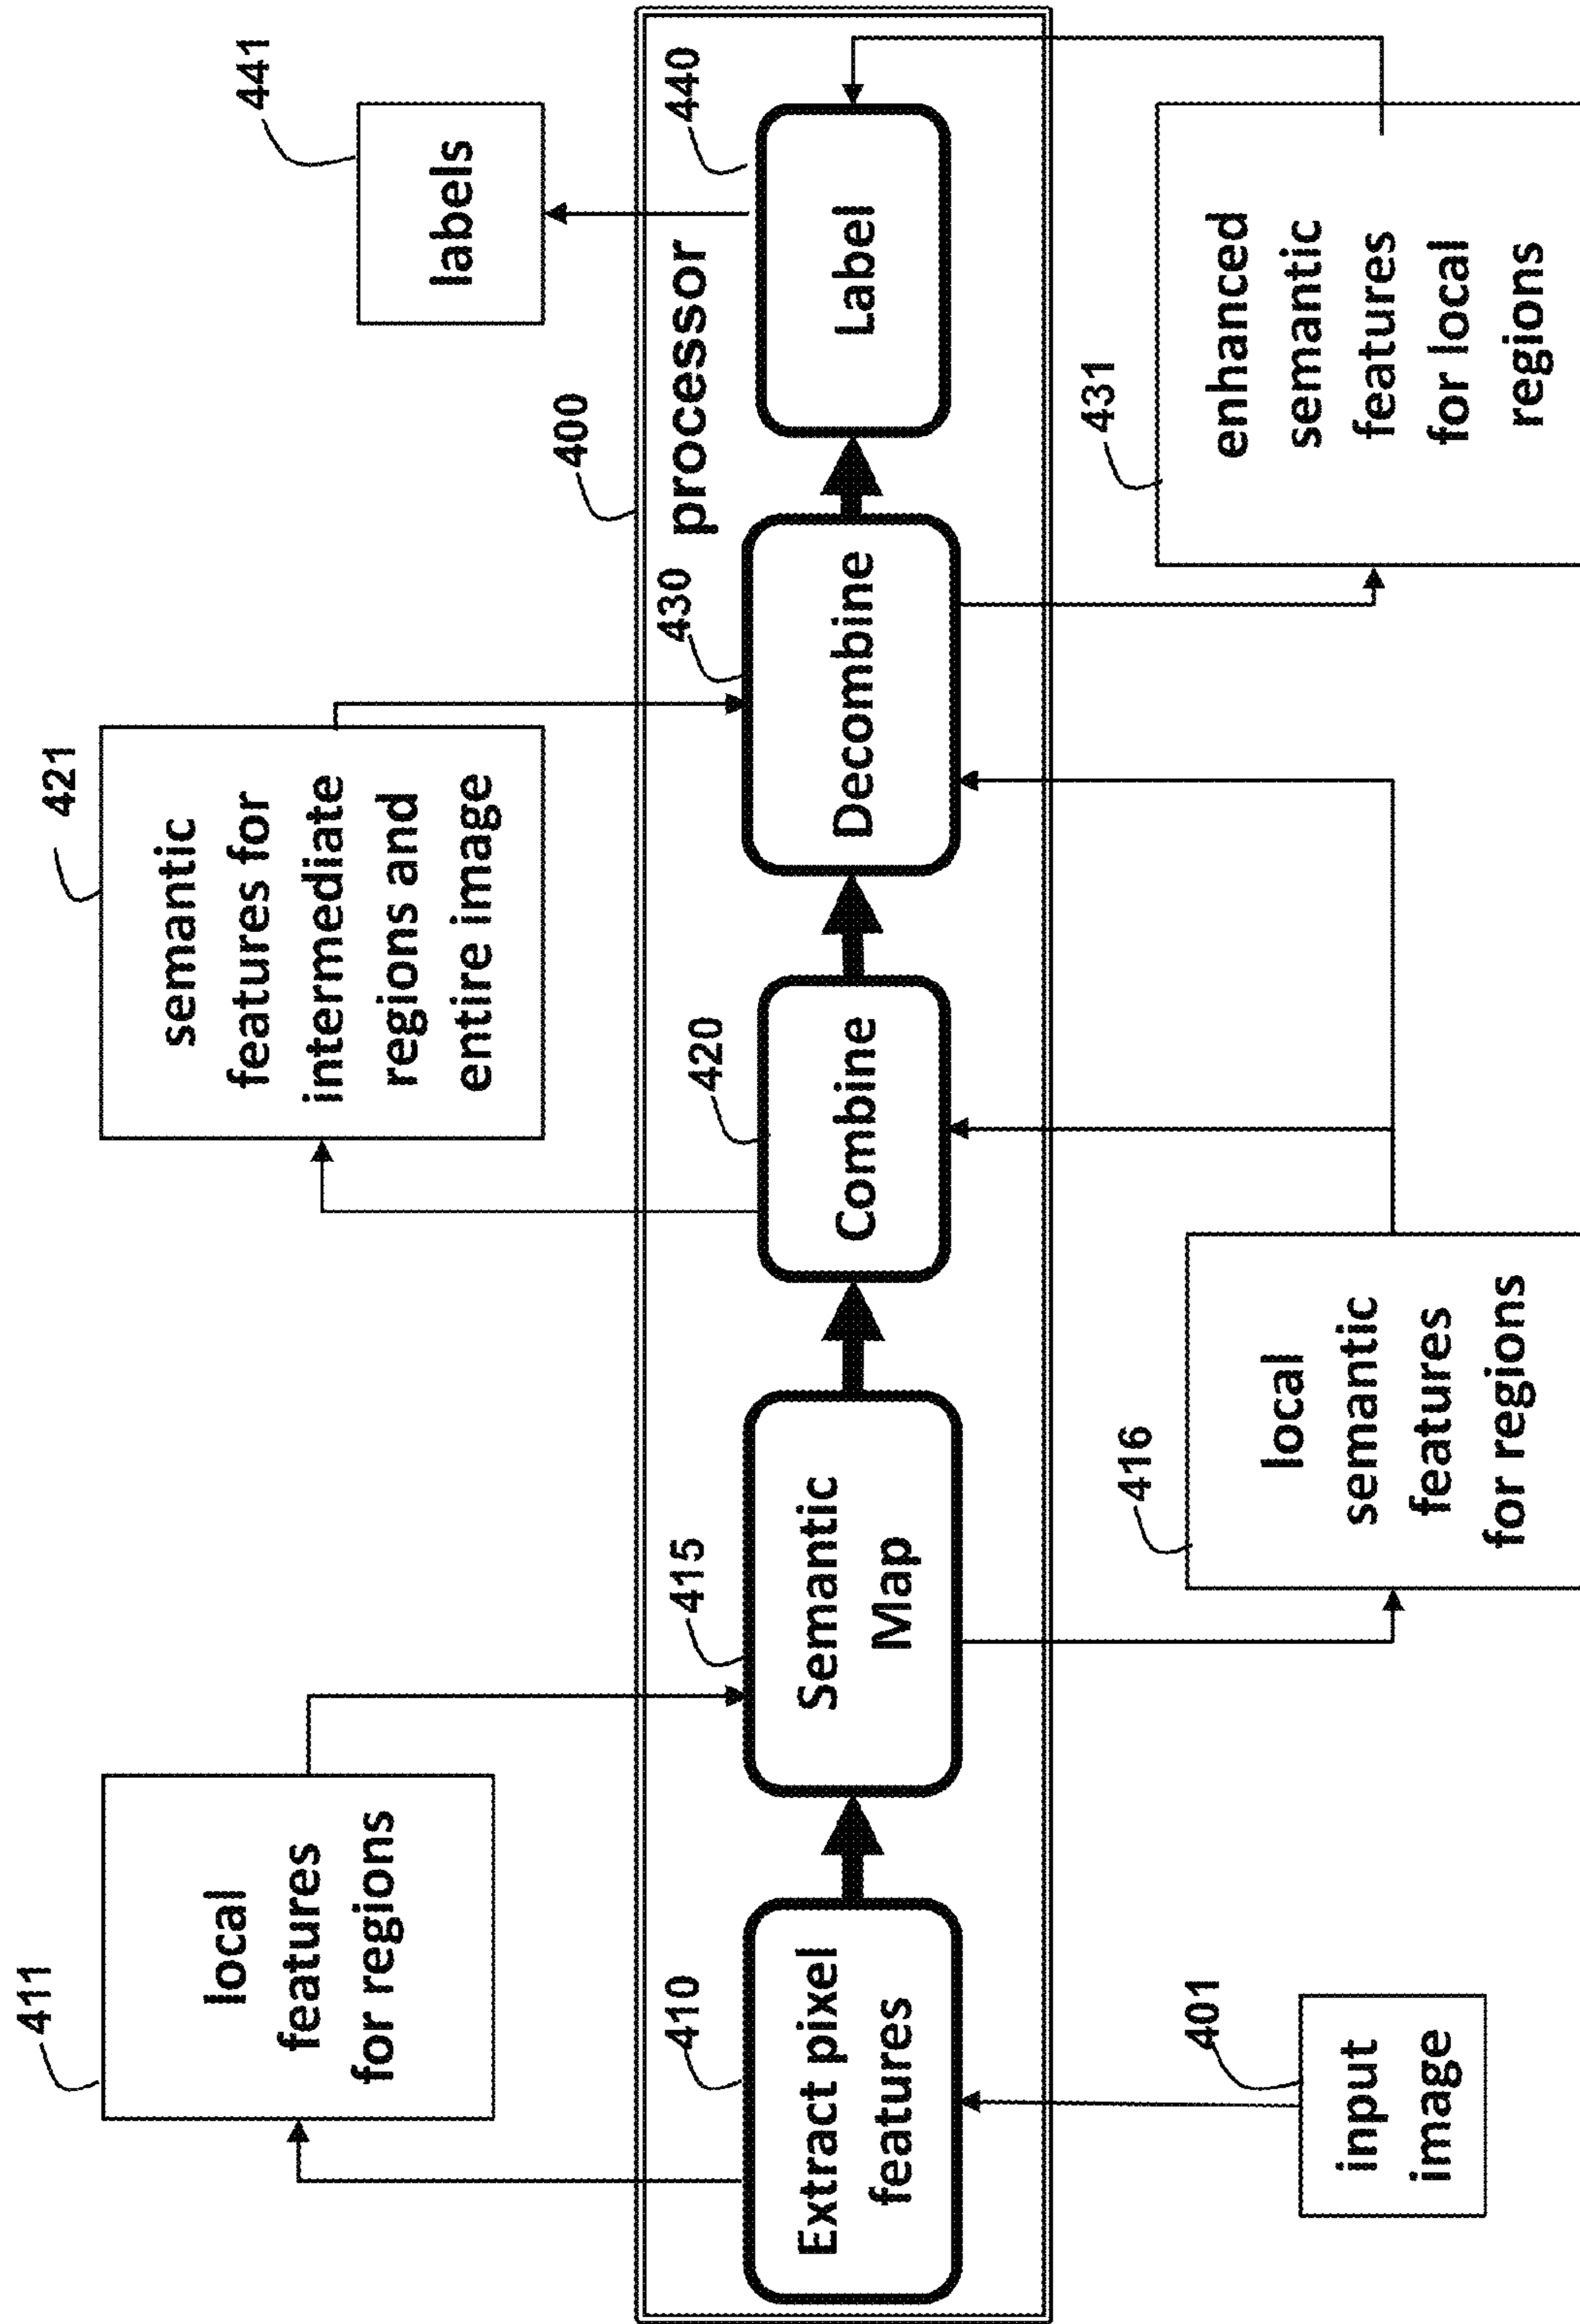 411
local
features
for regions
421
semantic
features for
intermediate
regions and
entire image
441
labels
400
processor
410
Extract pixel
features
415
Semantic
Map
420
Combine
430
Decombine
440
Label
401
input
image
416
local
semantic
features
for regions
431
enhanced
semantic
features
for local
regions